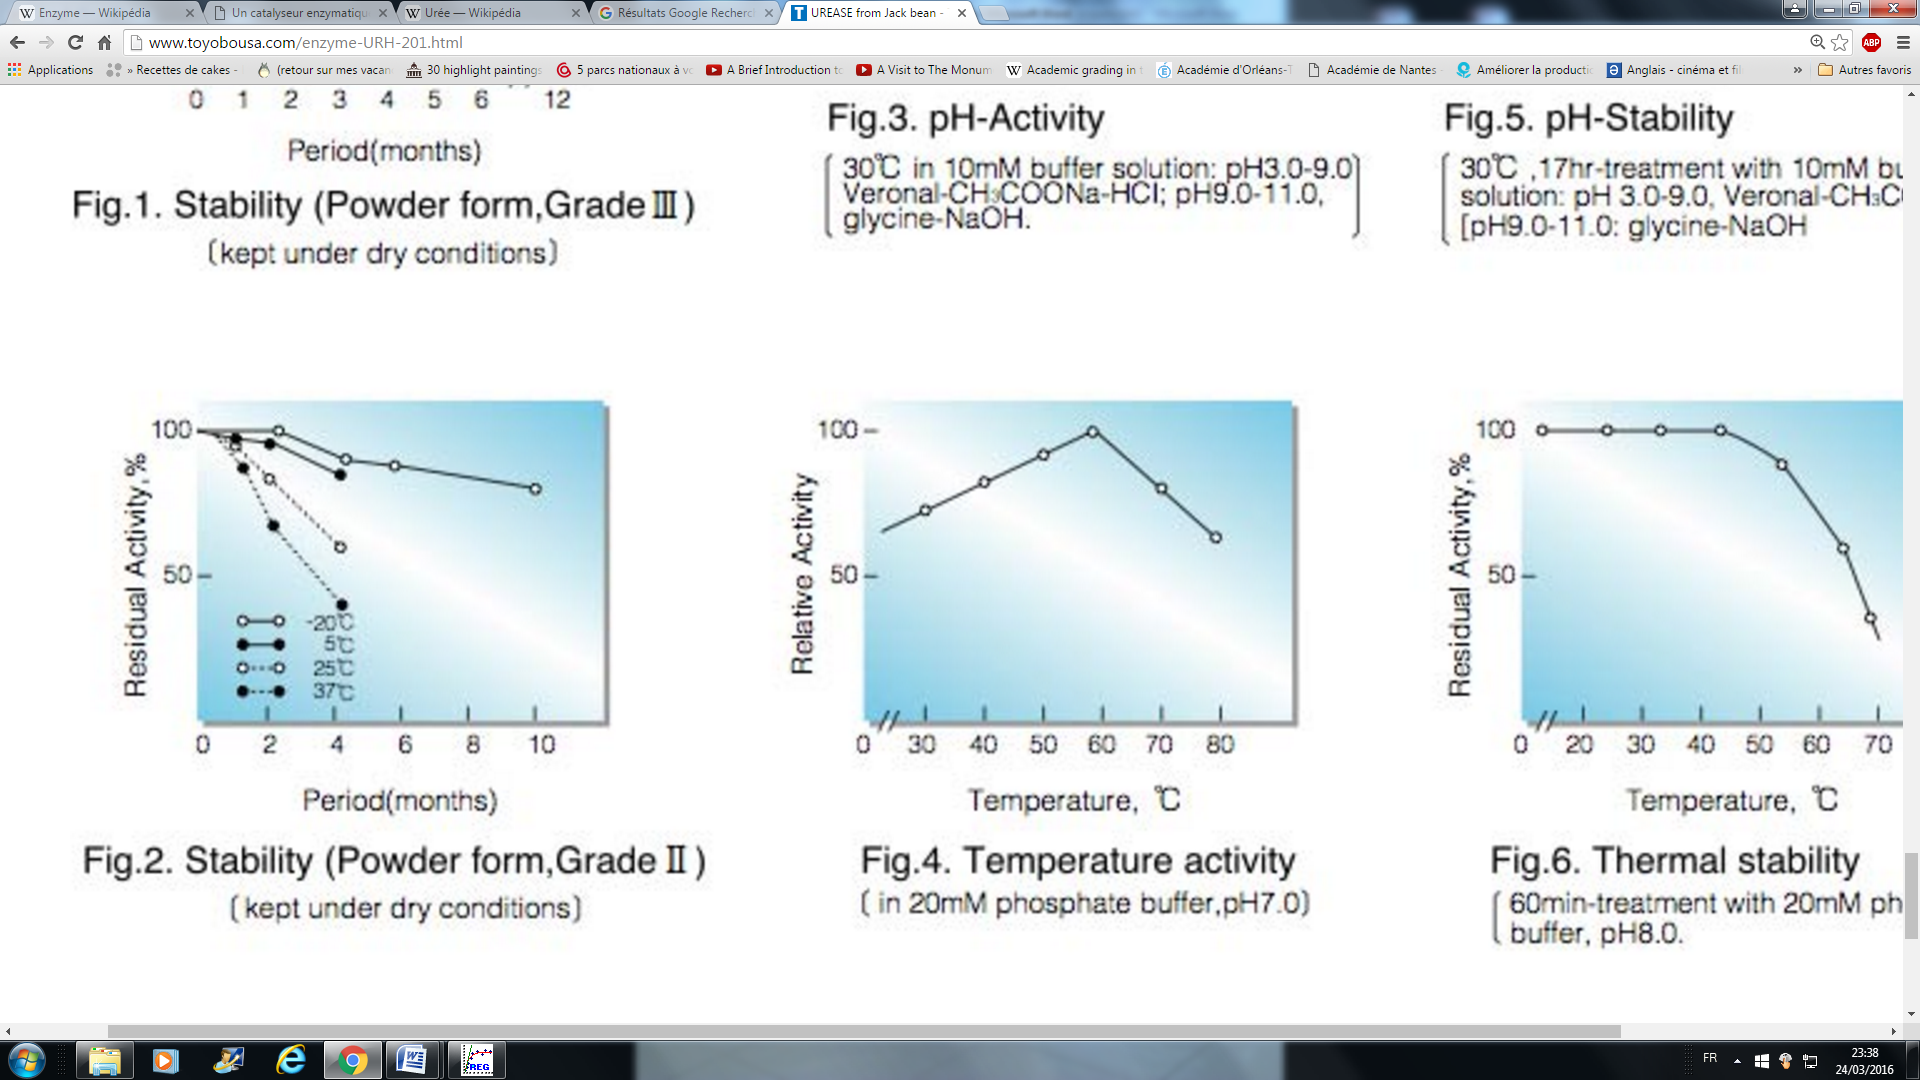 Enzyme — Wikipédia
Un catalyseur enzymatiqu
Urée — Wikipédia
Résultats Google Recherc
UREASE from Jack bean -
www.toyobousa.com/enzyme-URH-201.html
ABP
Applications
» Recettes de cakes -
(retour sur mes vacan
30 highlight paintings
5 parcs nationaux à v
A Brief Introduction to
A Visit to The Monum
Academic grading in
Académie d'Orléans-T
Académie de Nantes
Améliorer la productio
Anglais - cinéma et fil
»
Autres favoris
0 1 2 3 4 5 6 12
Period(months)
Fig.1. Stability (Powder form,Grade Ⅲ )
(kept under dry conditions)
Fig.3. pH-Activity
30℃ in 10mM buffer solution: pH3.0-9.0
Veronal-CH3COONa-HCl; pH9.0-11.0,
glycine-NaOH.
Fig.5. pH-Stability
30℃ ,17hr-treatment with 10mM bu
solution: pH 3.0-9.0, Veronal-CH3C
[pH9.0-11.0: glycine-NaOH
Residual Activity,%
100
50
-20℃
5℃
25℃
37℃
0 2 4 6 8 10
Period(months)
Fig.2. Stability (Powder form,Grade Ⅱ )
(kept under dry conditions)
Relative Activity
100
50
0 30 40 50 60 70 80
Temperature, ℃
Fig.4. Temperature activity
( in 20mM phosphate buffer,pH7.0)
Residual Activity,%
100
50
0 20 30 40 50 60 70
Temperature, ℃
Fig.6. Thermal stability
60min-treatment with 20mM ph
buffer, pH8.0.
REG
FR
23:38
24/03/2016